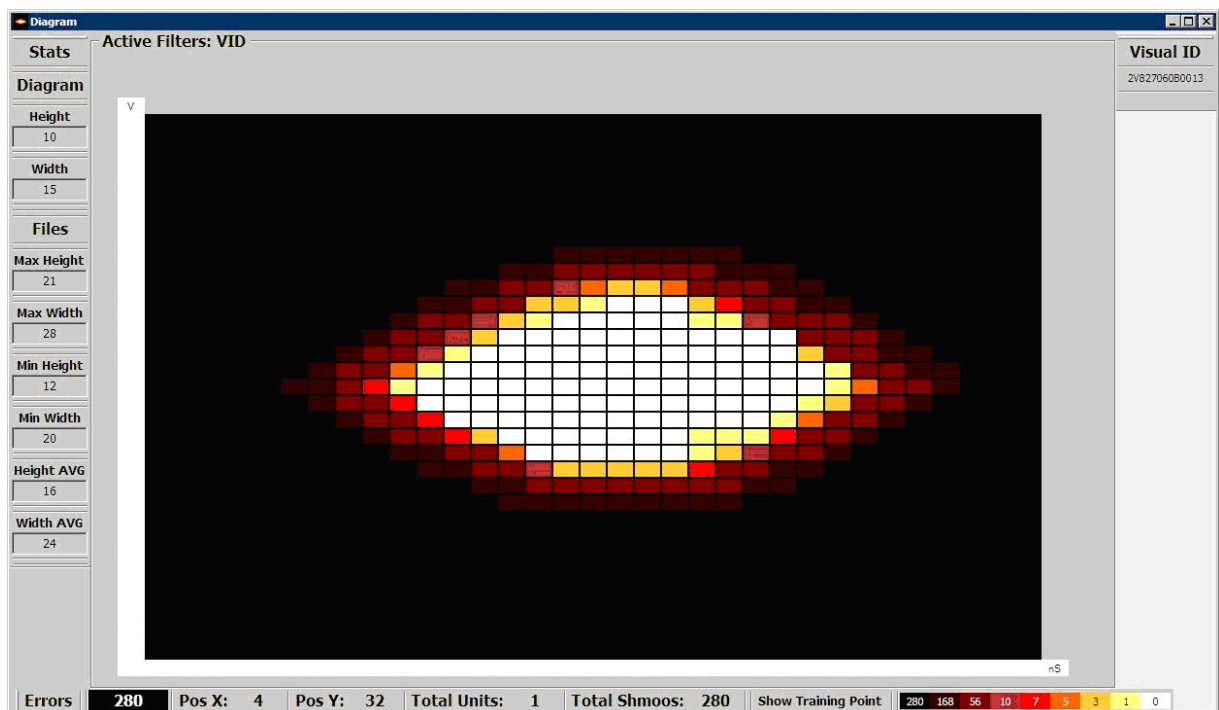 Diagram
Active Filters: VID
Stats
Diagram
Height
10
Width
15
Files
Max Height
21
Max Width
28
Min Height
12
Min Width
20
Height AVG
16
Width AVG
24
V
nS
Visual ID
2V827060B0013
Errors 280 Pos X: 4 Pos Y: 32 Total Units: 1 Total Shmoos: 280 Show Training Point 280 168 56 10 7 5 3 1 0